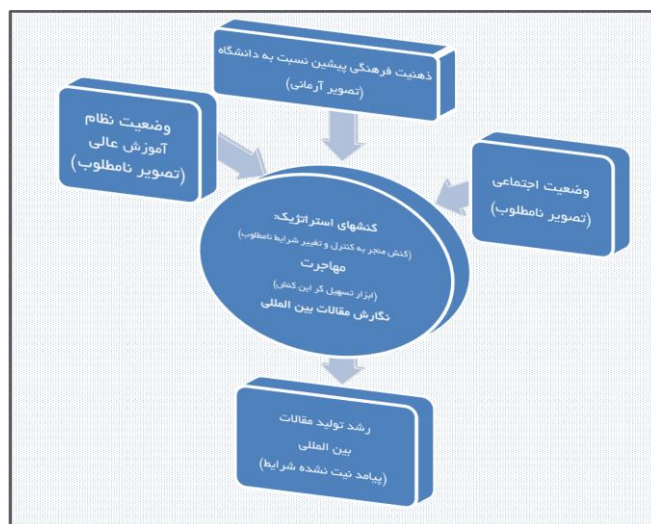 ذهنیت فرهنگی پیشین نسبت به دانشگاه
(تصویر آرمانی)
وضعیت نظام
آموزش عالی
(تصویر نامطلوب)
وضعیت اجتماعی
(تصویر نامطلوب)
کنشهای استراتژیک:
(کنش منجر به کنترل و تغییر شرایط نامطلوب)
مهاجرت
(ابزار تسهیل گر این کنش)
نگارش مقالات بین المللی
رشد تولید مقالات
بین المللی
(پیامد نیت نشده شرایط)